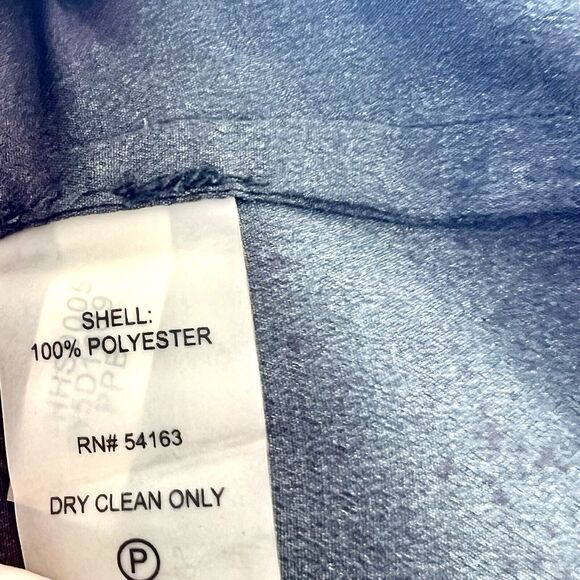 SHELL:
100% POLYESTER
RN# 54163
DRY CLEAN ONLY
P